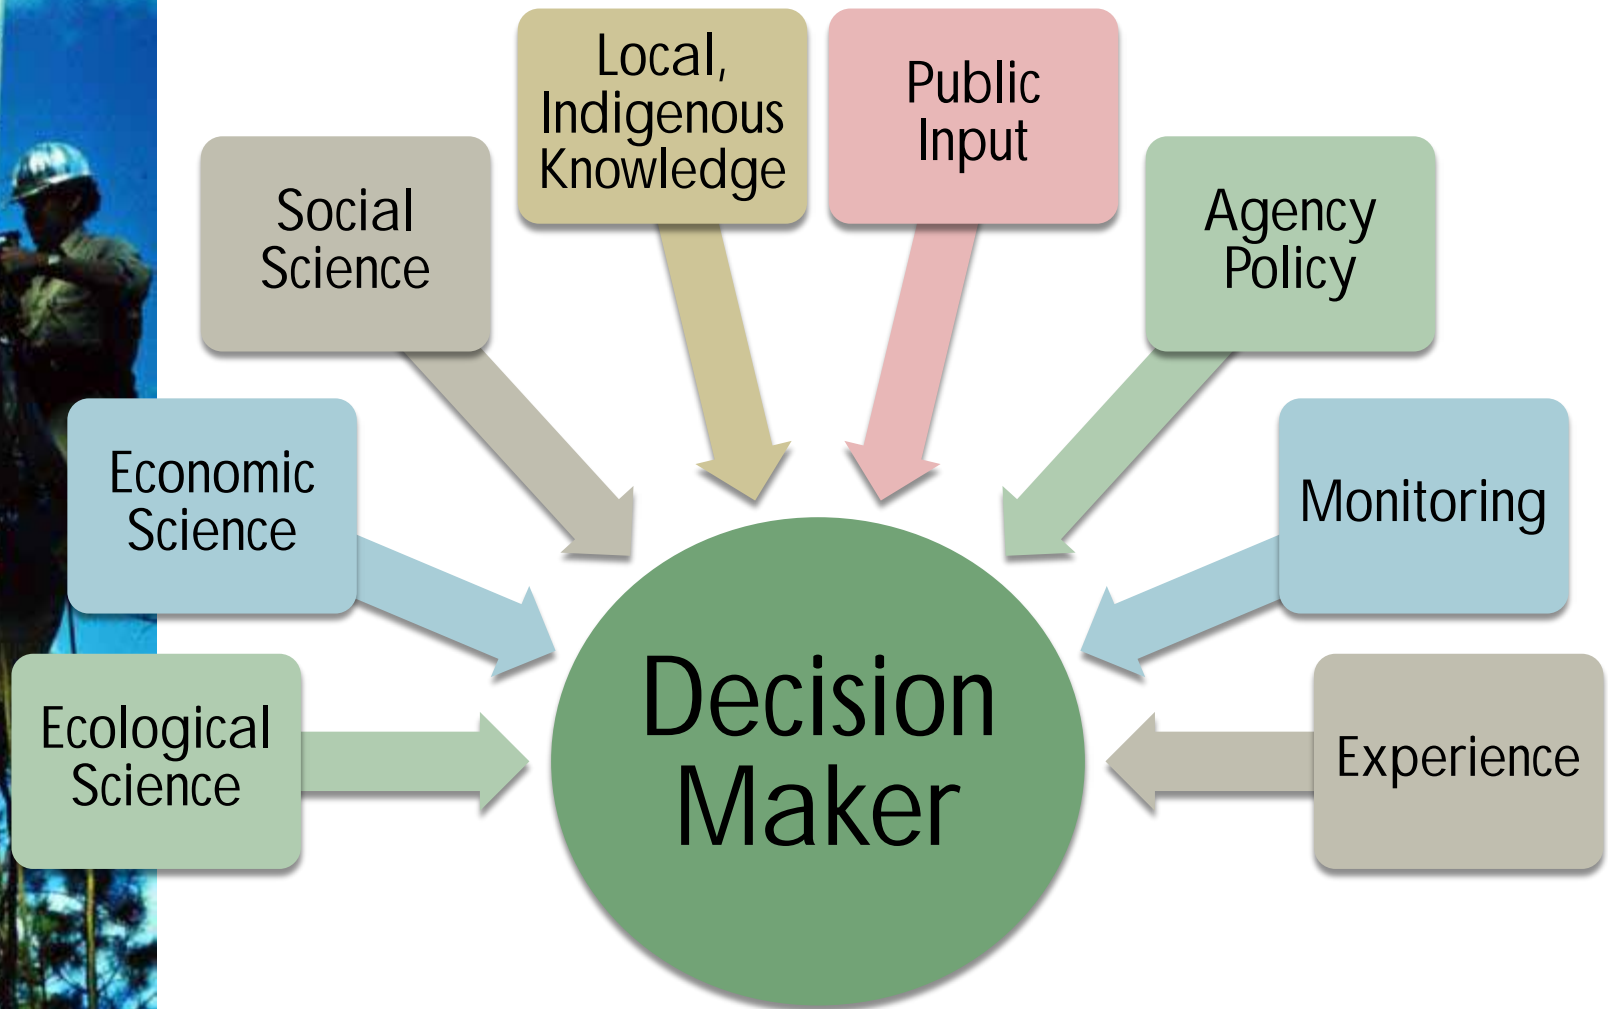 Local,
Indigenous
Knowledge
Public
Input
Social
Science
Agency
Policy
Economic
Science
Monitoring
Ecological
Science
Experience
Decision
Maker